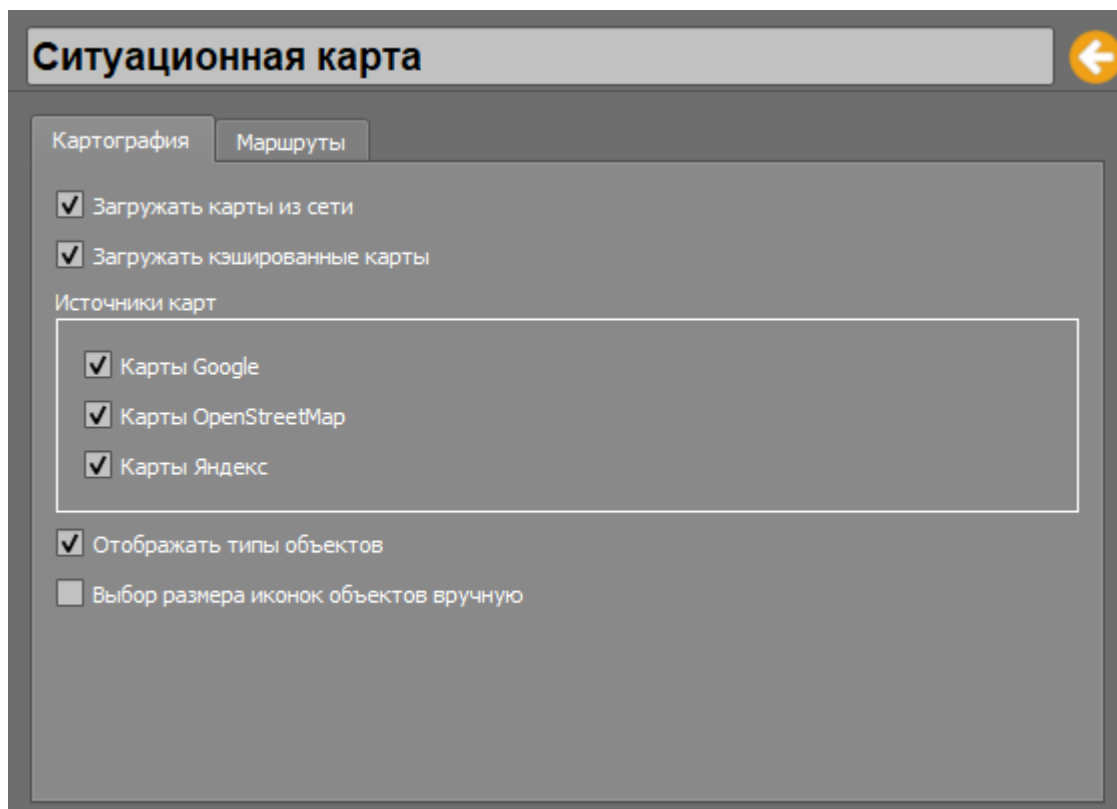 Ситуационная карта
Картография Маршруты
Загружать карты из сети
Загружать кэшированные карты
Источники карт
Карты Google
Карты OpenStreetMap
Карты Яндекс
Отображать типы объектов
Выбор размера иконок объектов вручную